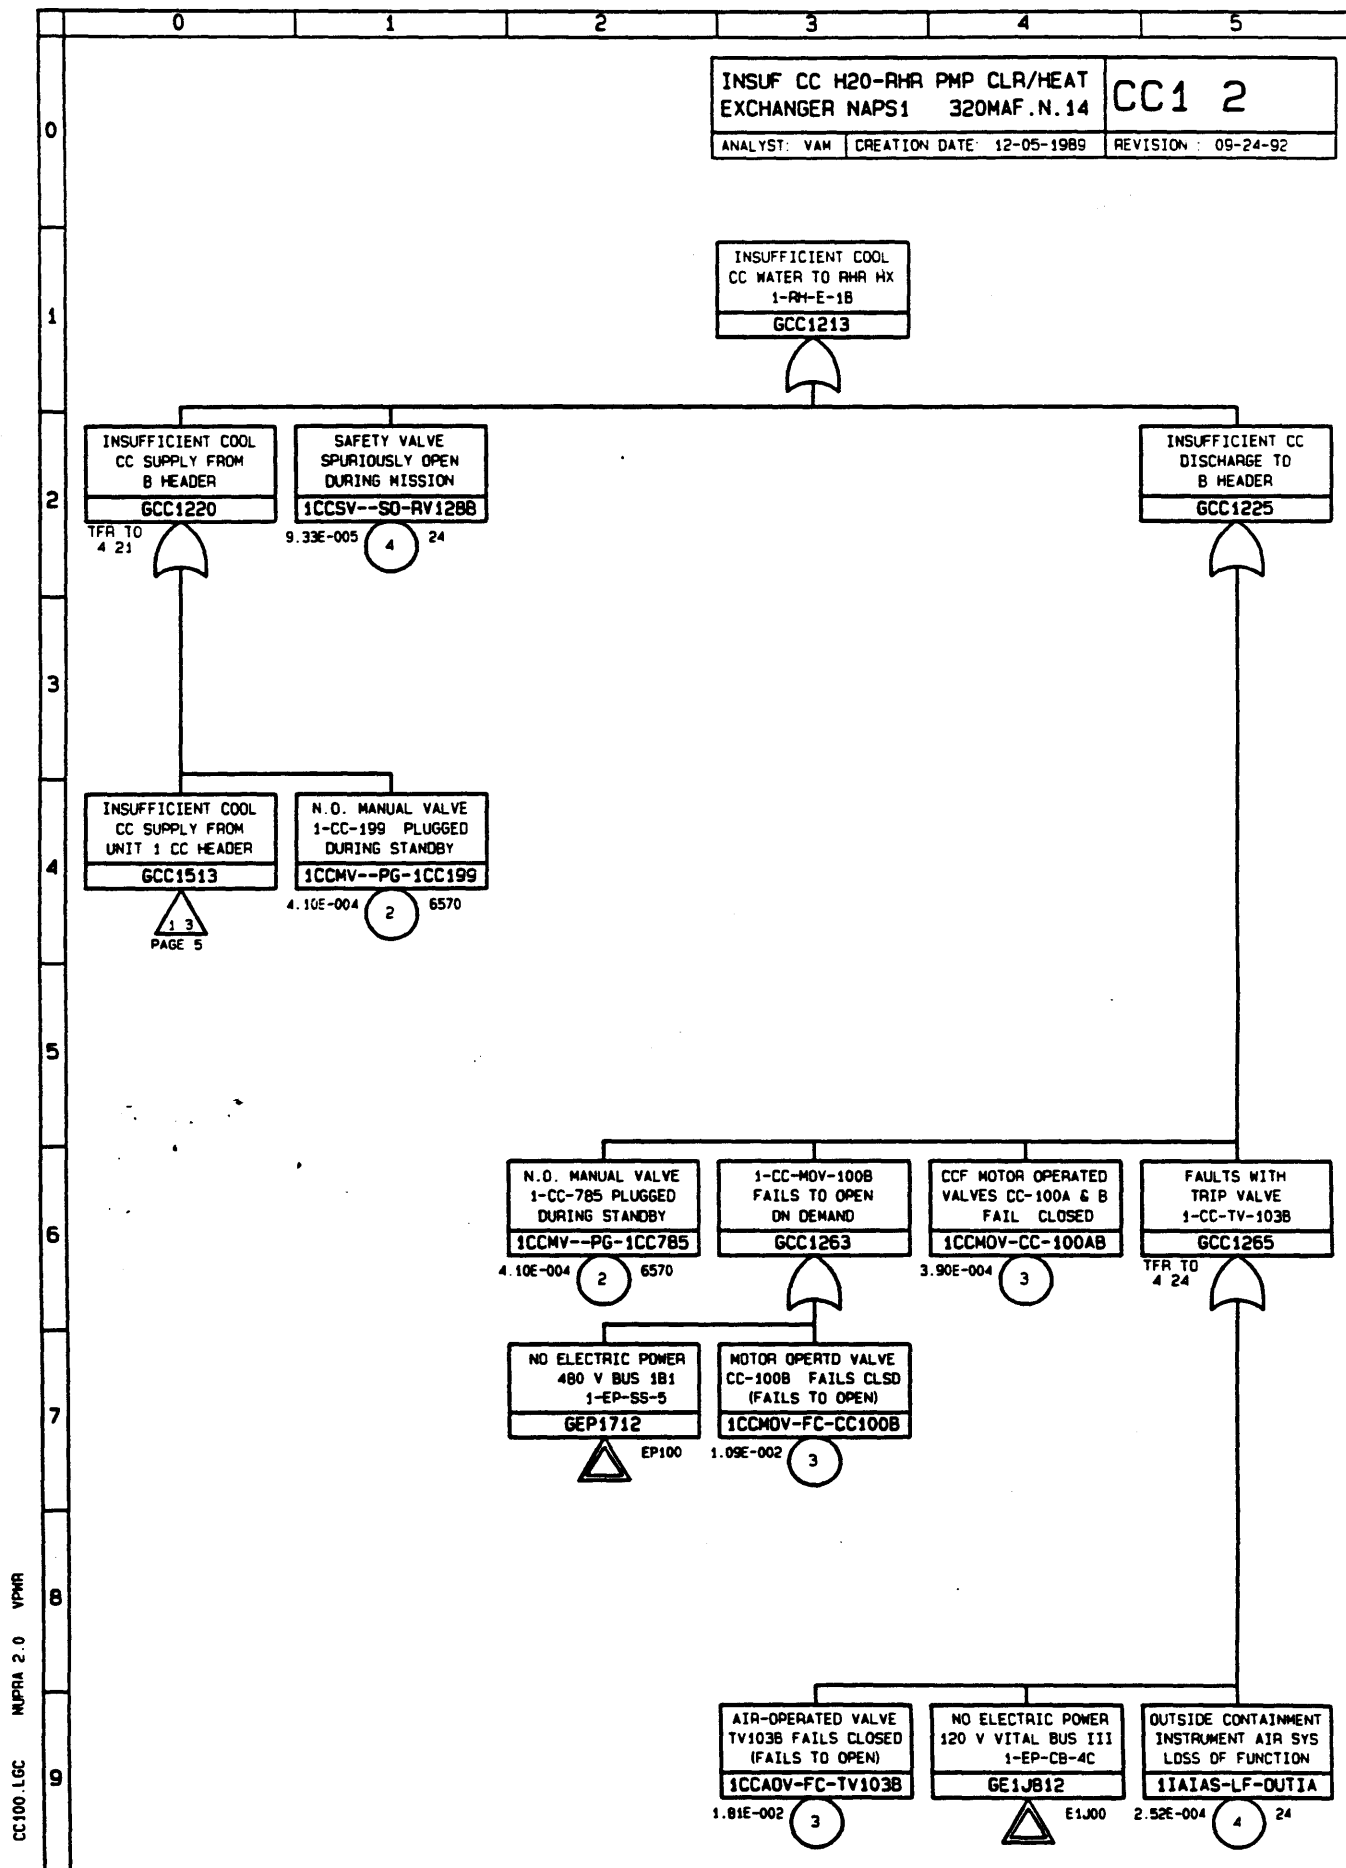 0 1 2 3 4 5
INSUF CC H20-RHR PMP CLR/HEAT
EXCHANGER NAPS1 320MAF.N.14
CC1 2
ANALYST: VAM CREATION DATE: 12-05-1989 REVISION : 09-24-92
0
INSUFFICIENT COOL
CC WATER TO RHR HX
1-RH-E-1B
GCC1213
1
INSUFFICIENT COOL
CC SUPPLY FROM
B HEADER
GCC1220
TFR TO
4 21
SAFETY VALVE
SPURIOUSLY OPEN
DURING MISSION
1CCSV--SO-RV128B
9.33E-005 4 24
INSUFFICIENT CC
DISCHARGE TO
B HEADER
GCC1225
2
3
INSUFFICIENT COOL
CC SUPPLY FROM
UNIT 1 CC HEADER
GCC1513
1 3
PAGE 5
N.O. MANUAL VALVE
1-CC-199 PLUGGED
DURING STANDBY
1CCMV--PG-1CC199
4.10E-004 2 6570
4
5
N.O. MANUAL VALVE
1-CC-785 PLUGGED
DURING STANDBY
1CCMV--PG-1CC785
4.10E-004 2 6570
1-CC-MOV-100B
FAILS TO OPEN
ON DEMAND
GCC1263
CCF MOTOR OPERATED
VALVES CC-100A & B
FAIL CLOSED
1CCMOV-CC-100AB
3.90E-004 3
FAULTS WITH
TRIP VALVE
1-CC-TV-103B
GCC1265
TFR TO
4 24
6
NO ELECTRIC POWER
480 V BUS 1B1
1-EP-SS-5
GEP1712
EP100
MOTOR OPERTD VALVE
CC-100B FAILS CLSD
(FAILS TO OPEN)
1CCMOV-FC-CC100B
1.09E-002 3
7
8
AIR-OPERATED VALVE
TV103B FAILS CLOSED
(FAILS TO OPEN)
1CCAOV-FC-TV103B
1.81E-002 3
NO ELECTRIC POWER
120 V VITAL BUS III
1-EP-CB-4C
GE1JB12
E1J00
OUTSIDE CONTAINMENT
INSTRUMENT AIR SYS
LOSS OF FUNCTION
1IAIAS-LF-OUTIA
2.52E-004 4 24
9
CC100.LGC NUPRA 2.0 VPWR